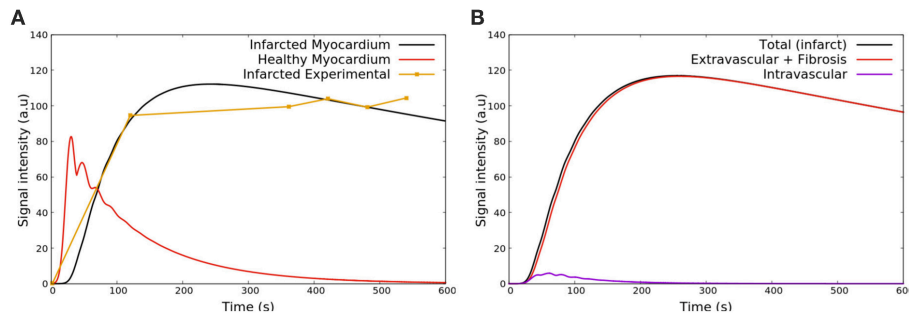 A
140
120
100
80
60
40
20
0
Signal intensity (a.u)
Infarcted Myocardium
Healthy Myocardium
Infarcted Experimental
0 100 200 300 400 500 600
Time (s)
B
140
120
100
80
60
40
20
0
Signal intensity (a.u)
Total (infarct)
Extravascular + Fibrosis
Intravascular
0 100 200 300 400 500 600
Time (s)